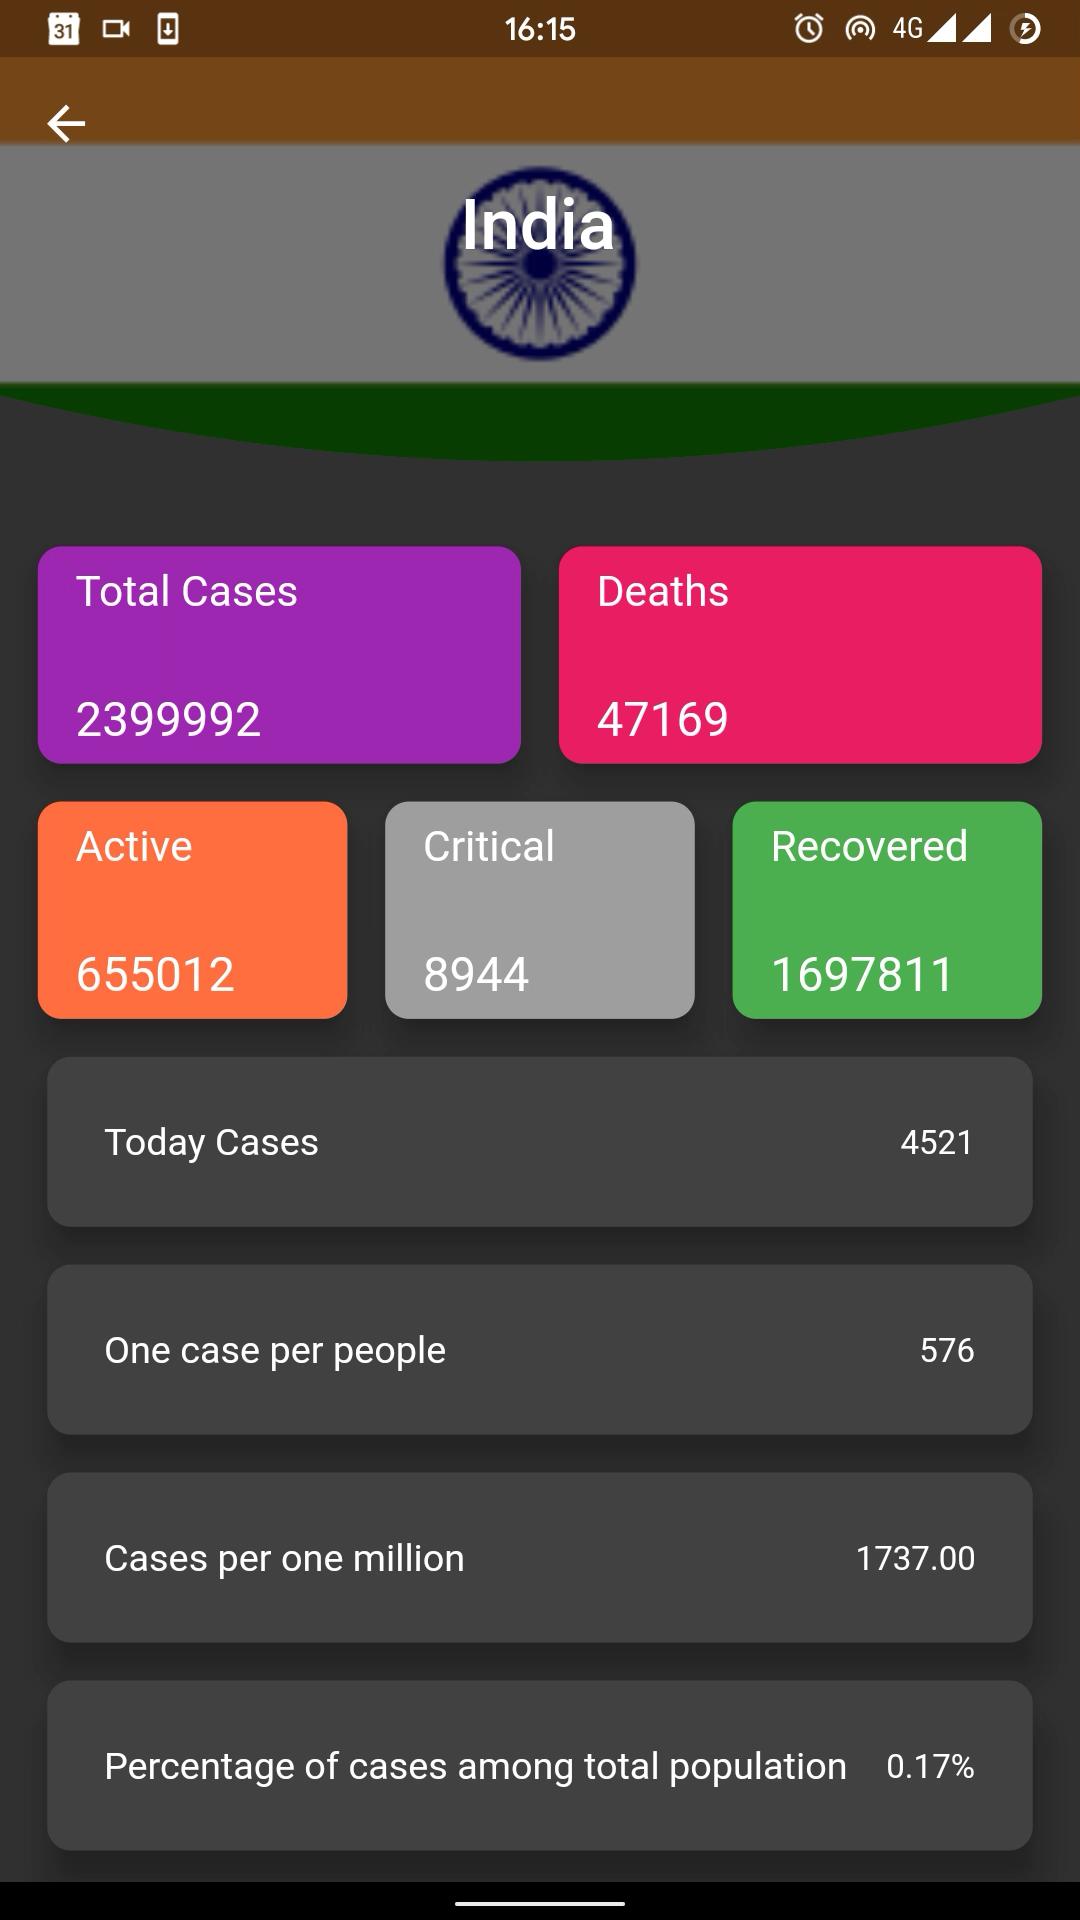 31
16:15
4G
India
Total Cases
Deaths
2399992
47169
Active
Critical
Recovered
655012
8944
1697811
Today Cases
4521
One case per people
576
Cases per one million
1737.00
Percentage of cases among total population
0.17%